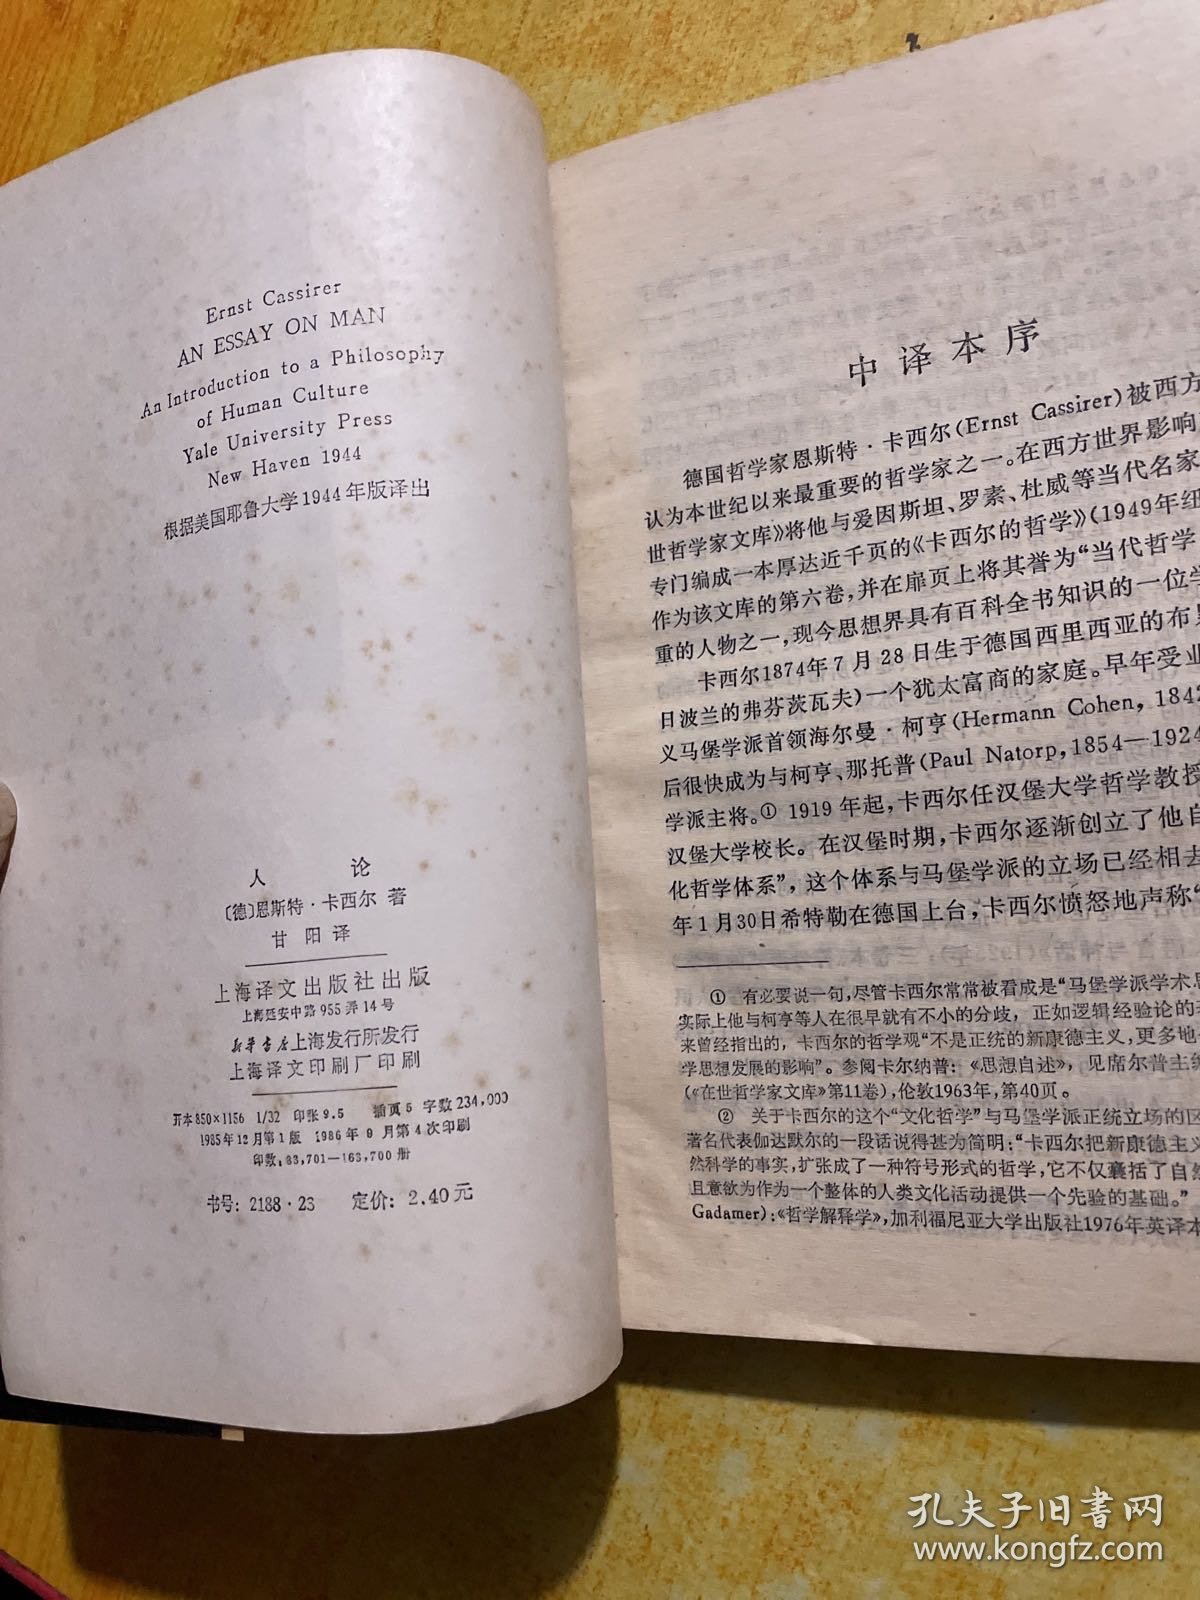 Ernst Cassirer
AN ESSAY ON MAN
An Introduction to a Philosophy
of Human Culture
Yale University Press
New Haven 1944
根据美国耶鲁大学1944年版译出
人 论
〔德〕恩斯特·卡西尔 著
甘阳译
上海译文出版社出版
上海延安中路955弄14号
新华书店上海发行所发行
上海译文印刷厂印刷
开本850×1156 1/32 印张9.5 插页5 字数234,000
1985年12月第1版 1986年9月第4次印刷
印数:83,701—163,700册
书号:2188·23 定价:2.40元
中译本序
德国哲学家恩斯特·卡西尔(Ernst Cassirer)被西方
认为本世纪以来最重要的哲学家之一。在西方世界影响
世哲学家文库》将他与爱因斯坦、罗素、杜威等当代名家
专门编成一本厚达近千页的《卡西尔的哲学》(1949年纽
作为该文库的第六卷,并在扉页上将其誉为“当代哲学
重的人物之一,现今思想界具有百科全书知识的一位学
卡西尔1874年7月28日生于德国西里西亚的布
日波兰的弗芬茨瓦夫)一个犹太富商的家庭。早年受业
义马堡学派首领海尔曼·柯亨(Hermann Cohen, 1842
后很快成为与柯亨、那托普(Paul Natorp,1854—1924
学派主将。① 1919年起,卡西尔任汉堡大学哲学教授
汉堡大学校长。在汉堡时期,卡西尔逐渐创立了他自
化哲学体系”,这个体系与马堡学派的立场已经相去
年1月30日希特勒在德国上台,卡西尔愤怒地声称“
① 有必要说一句,尽管卡西尔常常被看成是“马堡学派学术思
实际上他与柯亨等人在很早就有不小的分歧,正如逻辑经验论的
来曾经指出的,卡西尔的哲学观“不是正统的新康德主义,更多地
学思想发展的影响”。参阅卡尔纳普:《思想自述》,见席尔普主编
(《在世哲学家文库》第11卷),伦敦1963年,第40页。
② 关于卡西尔的这个“文化哲学”与马堡学派正统立场的区
著名代表伽达默尔的一段话说得甚为简明:“卡西尔把新康德主义
然科学的事实,扩张成了一种符号形式的哲学,它不仅囊括了自然
且意欲为作为一个整体的人类文化活动提供一个先验的基础。”
Gadamer):《哲学解释学》,加利福尼亚大学出版社1976年英译本
孔夫子旧书网
www.kongfz.com